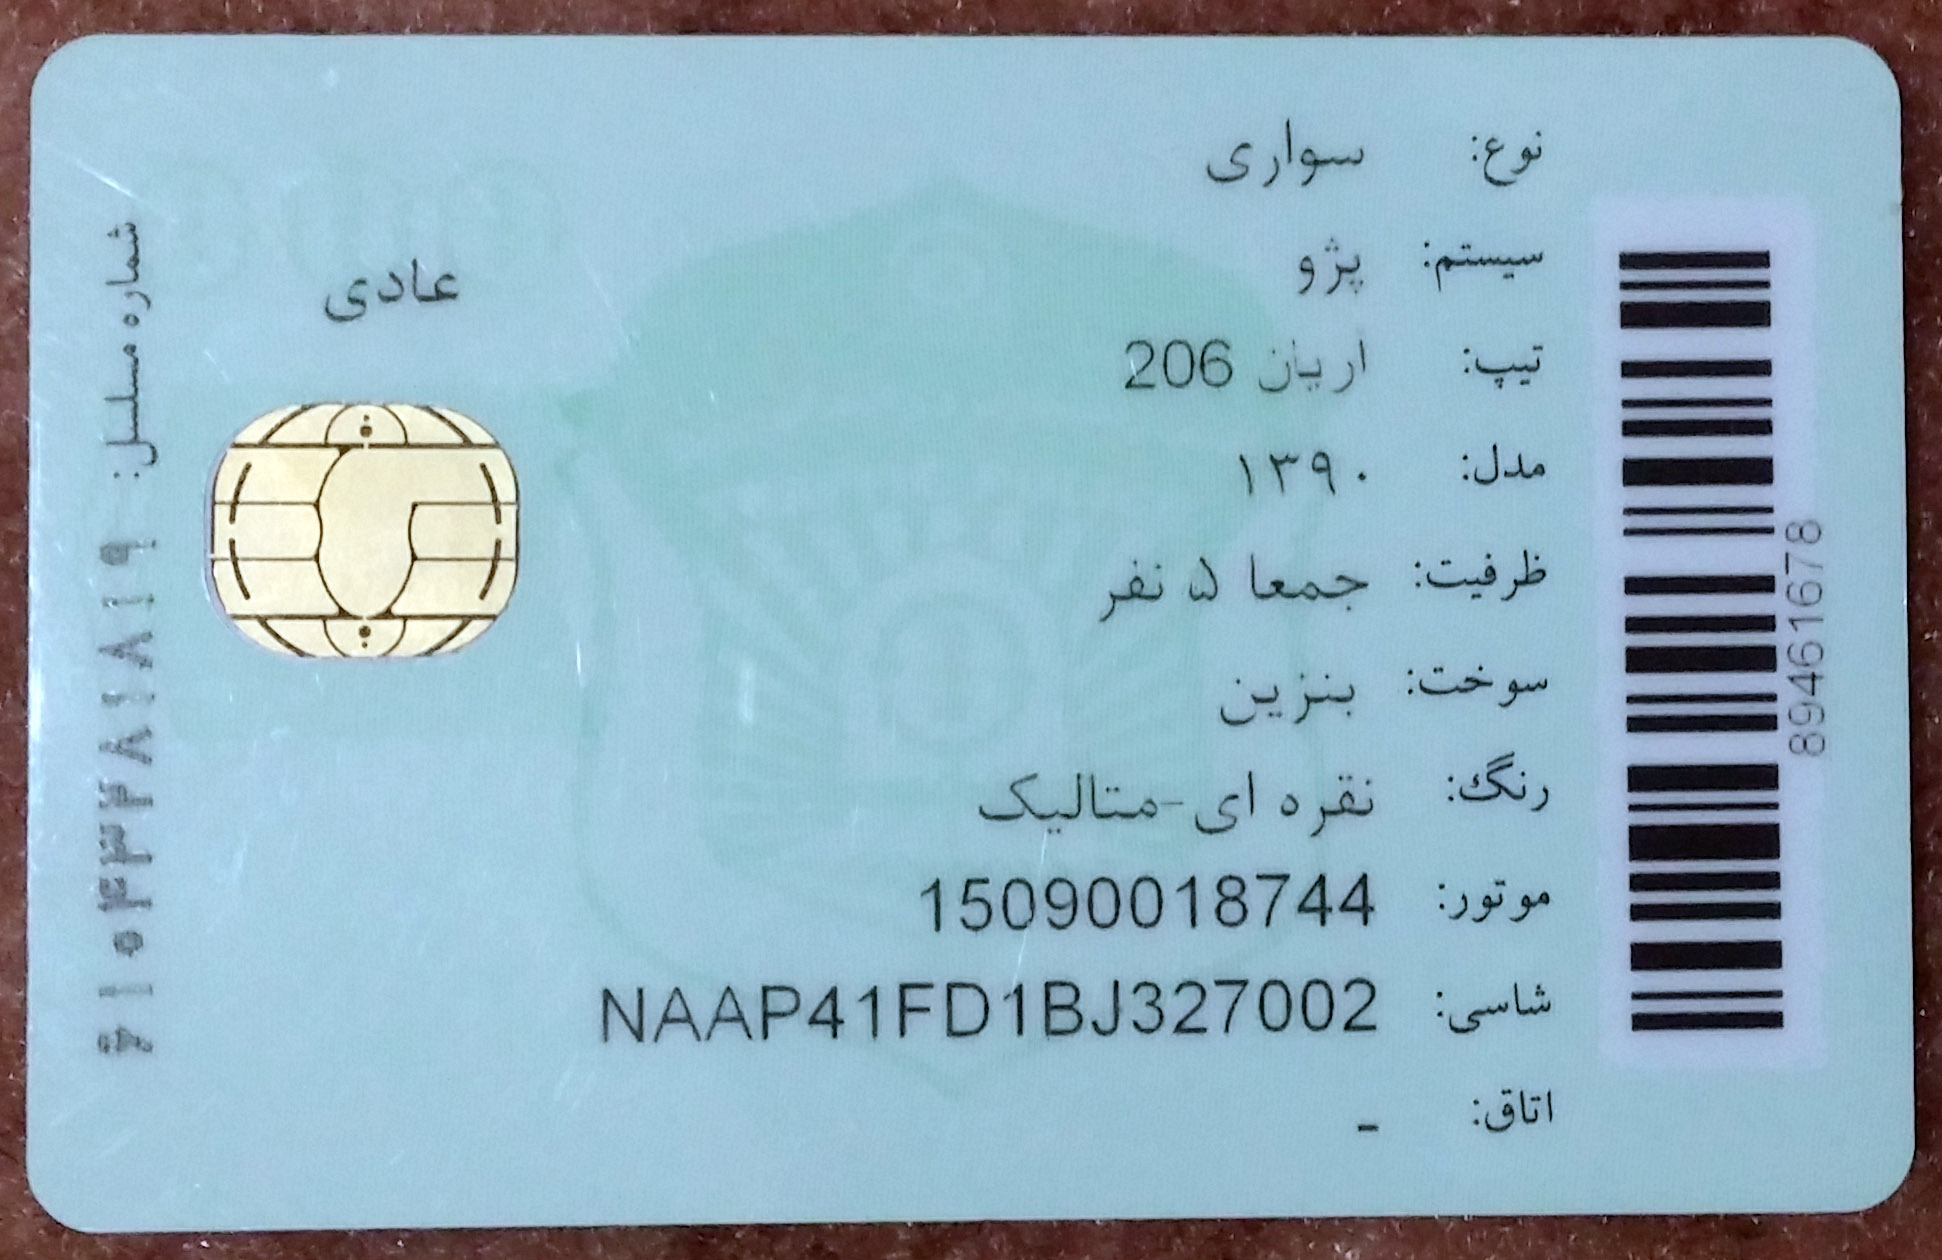 نوع: سواری
سیستم: پژو
تیپ: اریان 206
مدل: ۱۳۹۰
ظرفیت: جمعا ۵ نفر
سوخت: بنزین
رنگ: نقره ای-متالیک
موتور: 15090018744
شاسی: NAAP41FD1BJ327002
اتاق: -
89461678
عادی
شماره مسلسل: